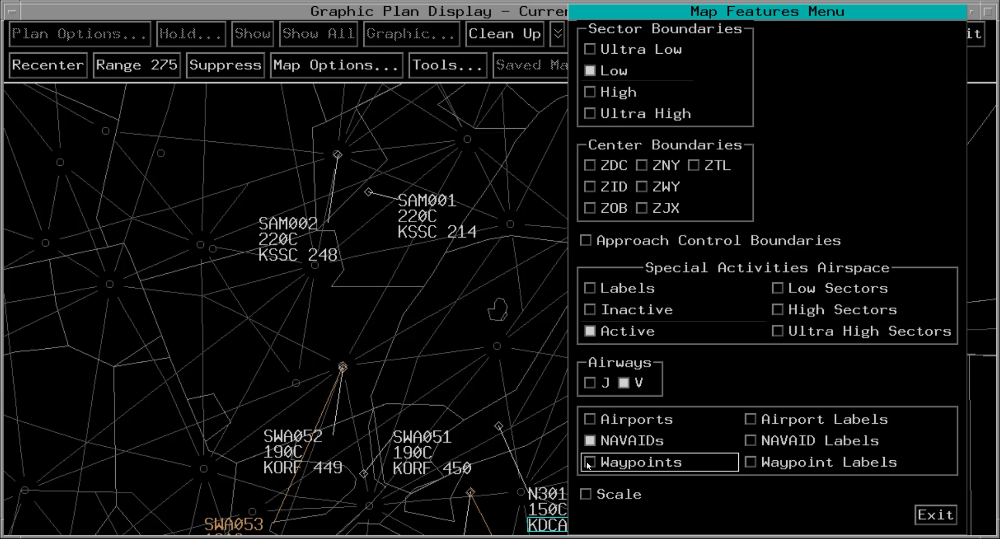 Graphic Plan Display - Curren
Map Features Menu
Plan Options... Hold... Show Show All Graphic... Clean Up
it
Recenter Range 275 Suppress Map Options... Tools... Saved Ma
Sector Boundaries
Ultra Low
Low
High
Ultra High
Center Boundaries
ZDC ZNY ZTL
ZID ZWY
ZOB ZJX
Approach Control Boundaries
Special Activities Airspace
Labels Low Sectors
Inactive High Sectors
Active Ultra High Sectors
Airways
J V
Airports Airport Labels
NAVAIDs NAVAID Labels
Waypoints Waypoint Labels
Scale
Exit
SAM001
220C
KSSC 214
SAM002
220C
KSSC 248
SWA052
190C
KORF 449
SWA051
190C
KORF 450
N301
150C
KDCA
SWA053